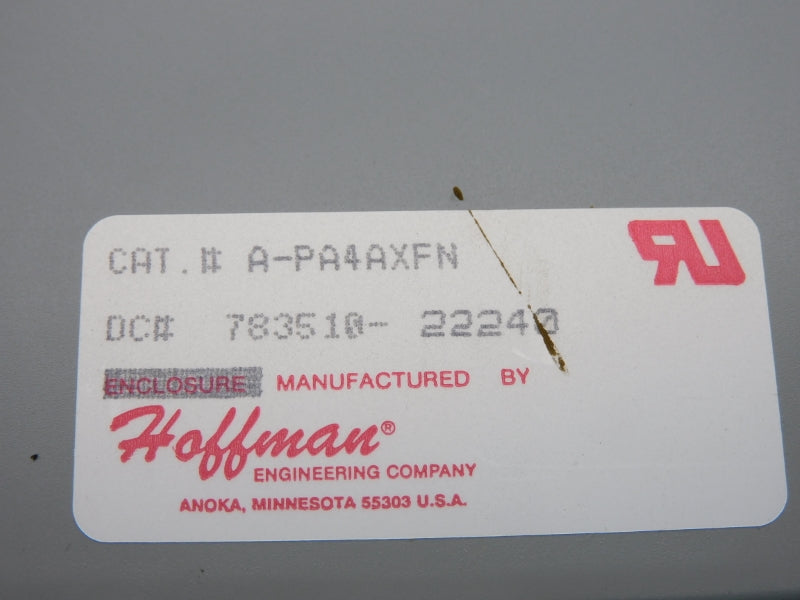 CAT.# A-PA4AXFN
DC# 783510- 22240
ENCLOSURE MANUFACTURED BY
Hoffman®
ENGINEERING COMPANY
ANOKA, MINNESOTA 55303 U.S.A.